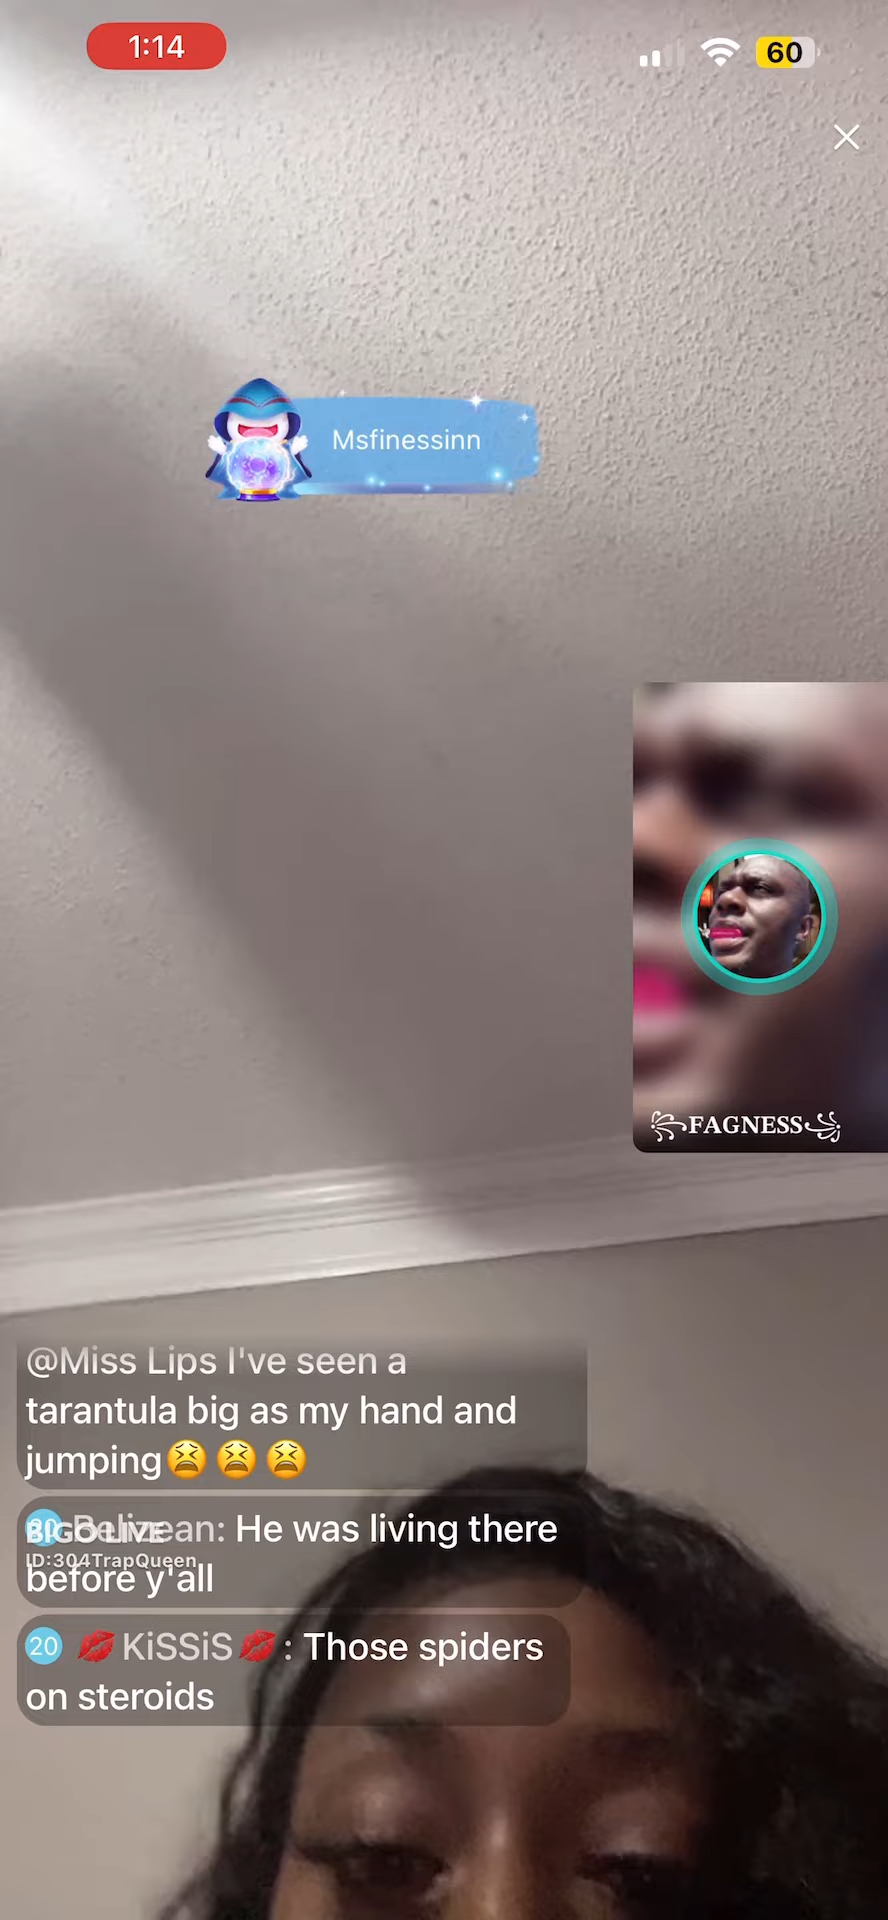 1:14
60
Msfinessinn
FAGNESS
@Miss Lips I've seen a
tarantula big as my hand and
jumping😫😫😫
Belizean: He was living there
BIGO LIVE
ID:304TrapQueen
before y'all
20 💋KiSSiS💋: Those spiders
on steroids